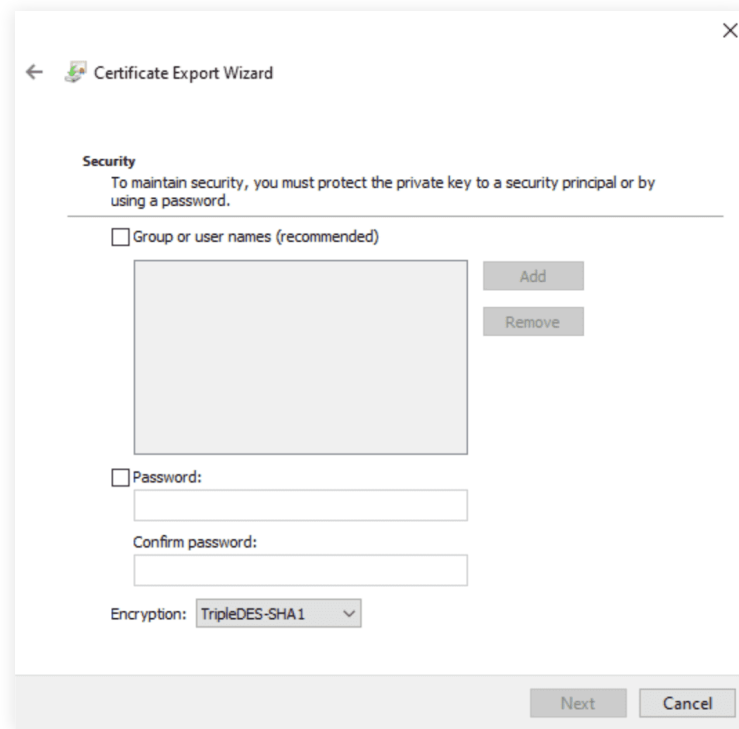 Certificate Export Wizard
Security
To maintain security, you must protect the private key to a security principal or by
using a password.
Group or user names (recommended)
Add
Remove
Password:
Confirm password:
Encryption: TripleDES-SHA1
Next Cancel